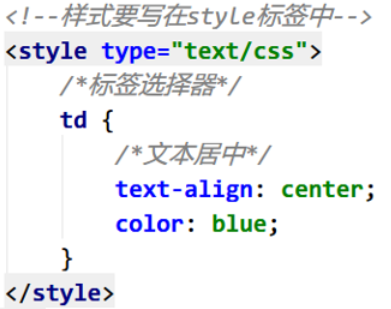 <!--样式要写在style标签中-->
<style type="text/css">
/*标签选择器*/
td {
/*文本居中*/
text-align: center;
color: blue;
}
</style>